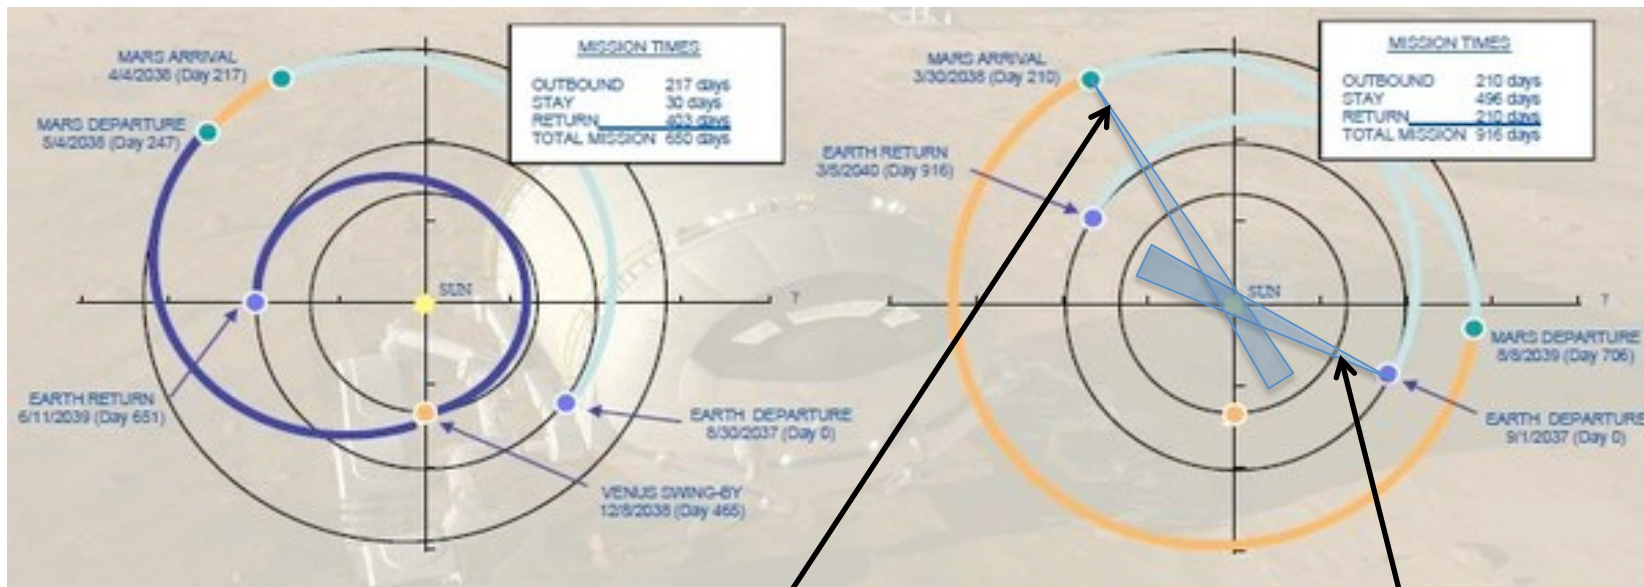 MARS ARRIVAL
4/4/2038 (Day 217)
MARS DEPARTURE
5/4/2038 (Day 247)
MISSION TIMES
OUTBOUND 217 days
STAY 30 days
RETURN 403 days
TOTAL MISSION 650 days
SUN
EARTH RETURN
6/11/2039 (Day 651)
EARTH DEPARTURE
8/30/2037 (Day 0)
VENUS SWING-BY
12/8/2038 (Day 465)
MARS ARRIVAL
3/30/2038 (Day 210)
MISSION TIMES
OUTBOUND 210 days
STAY 496 days
RETURN 210 days
TOTAL MISSION 916 days
EARTH RETURN
3/5/2040 (Day 916)
SUN
MARS DEPARTURE
8/8/2039 (Day 706)
EARTH DEPARTURE
9/1/2037 (Day 0)